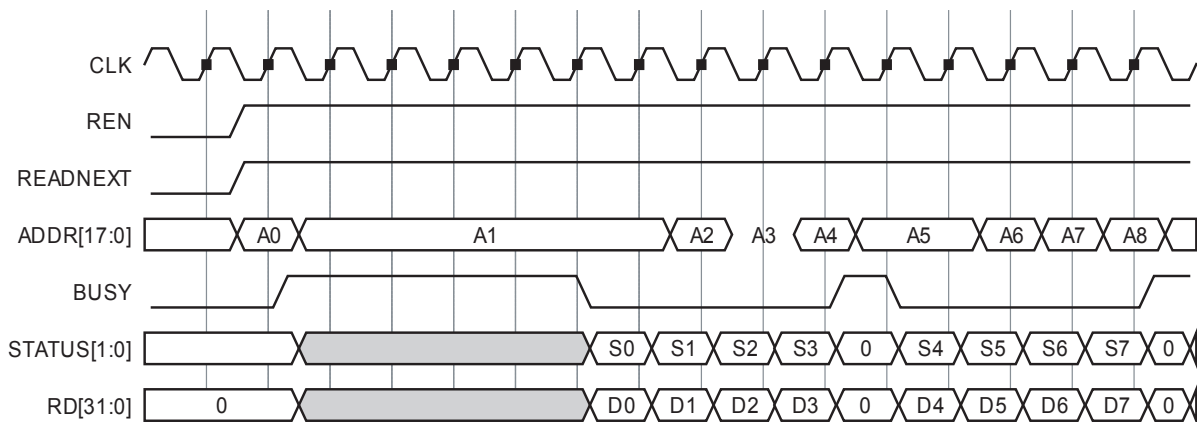 CLK
REN
READNEXT
ADDR[17:0] A0 A1 A2 A3 A4 A5 A6 A7 A8
BUSY
STATUS[1:0] S0 S1 S2 S3 0 S4 S5 S6 S7 0
RD[31:0] 0 D0 D1 D2 D3 0 D4 D5 D6 D7 0